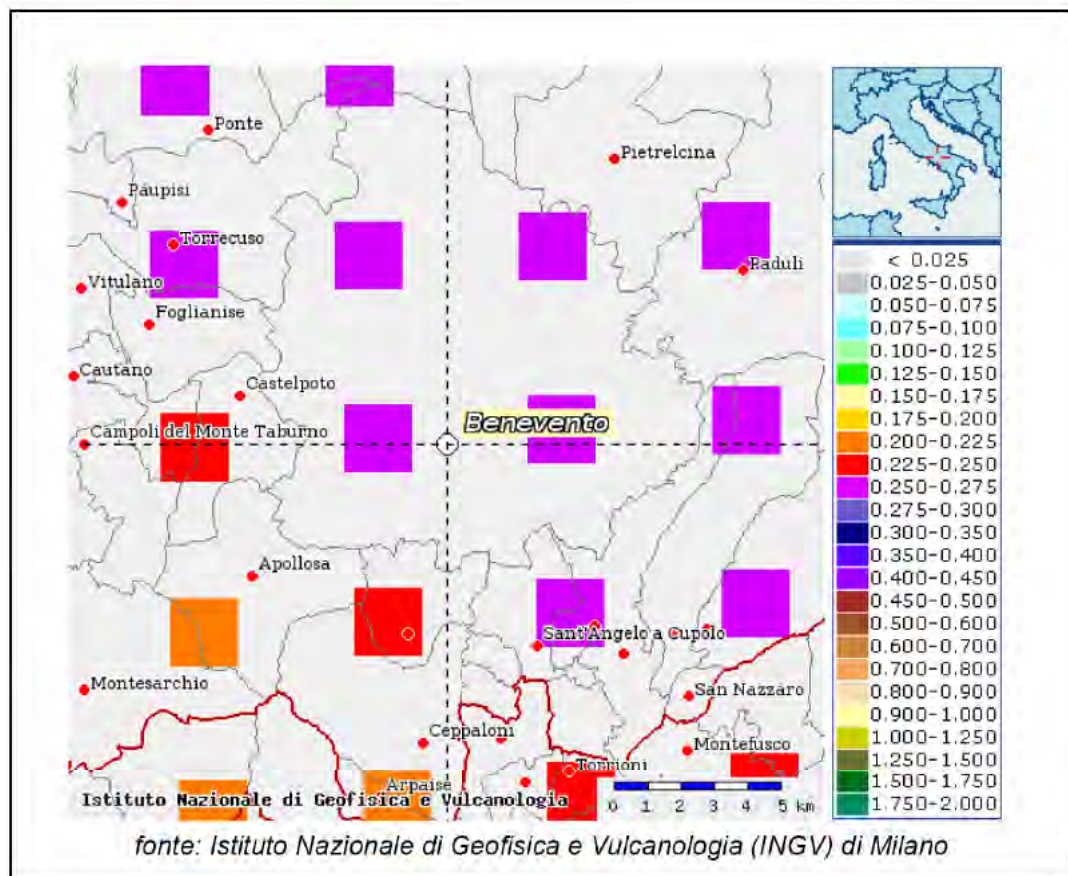 Ponte
Pietrelcina
Paupisi
Torrecuso
Vitulano
Raduli
Foglianise
Cautano
Castelpoto
Campoli del Monte Taburno
Benevento
Apollosa
Sant'Angelo a Cupolo
Montesarchio
San Nazzaro
Ceppaloni
Montefusco
Torrioni
Arpaise
Istituto Nazionale di Geofisica e Vulcanologia
0 1 2 3 4 5 km
< 0.025
0.025-0.050
0.050-0.075
0.075-0.100
0.100-0.125
0.125-0.150
0.150-0.175
0.175-0.200
0.200-0.225
0.225-0.250
0.250-0.275
0.275-0.300
0.300-0.350
0.350-0.400
0.400-0.450
0.450-0.500
0.500-0.600
0.600-0.700
0.700-0.800
0.800-0.900
0.900-1.000
1.000-1.250
1.250-1.500
1.500-1.750
1.750-2.000
fonte: Istituto Nazionale di Geofisica e Vulcanologia (INGV) di Milano